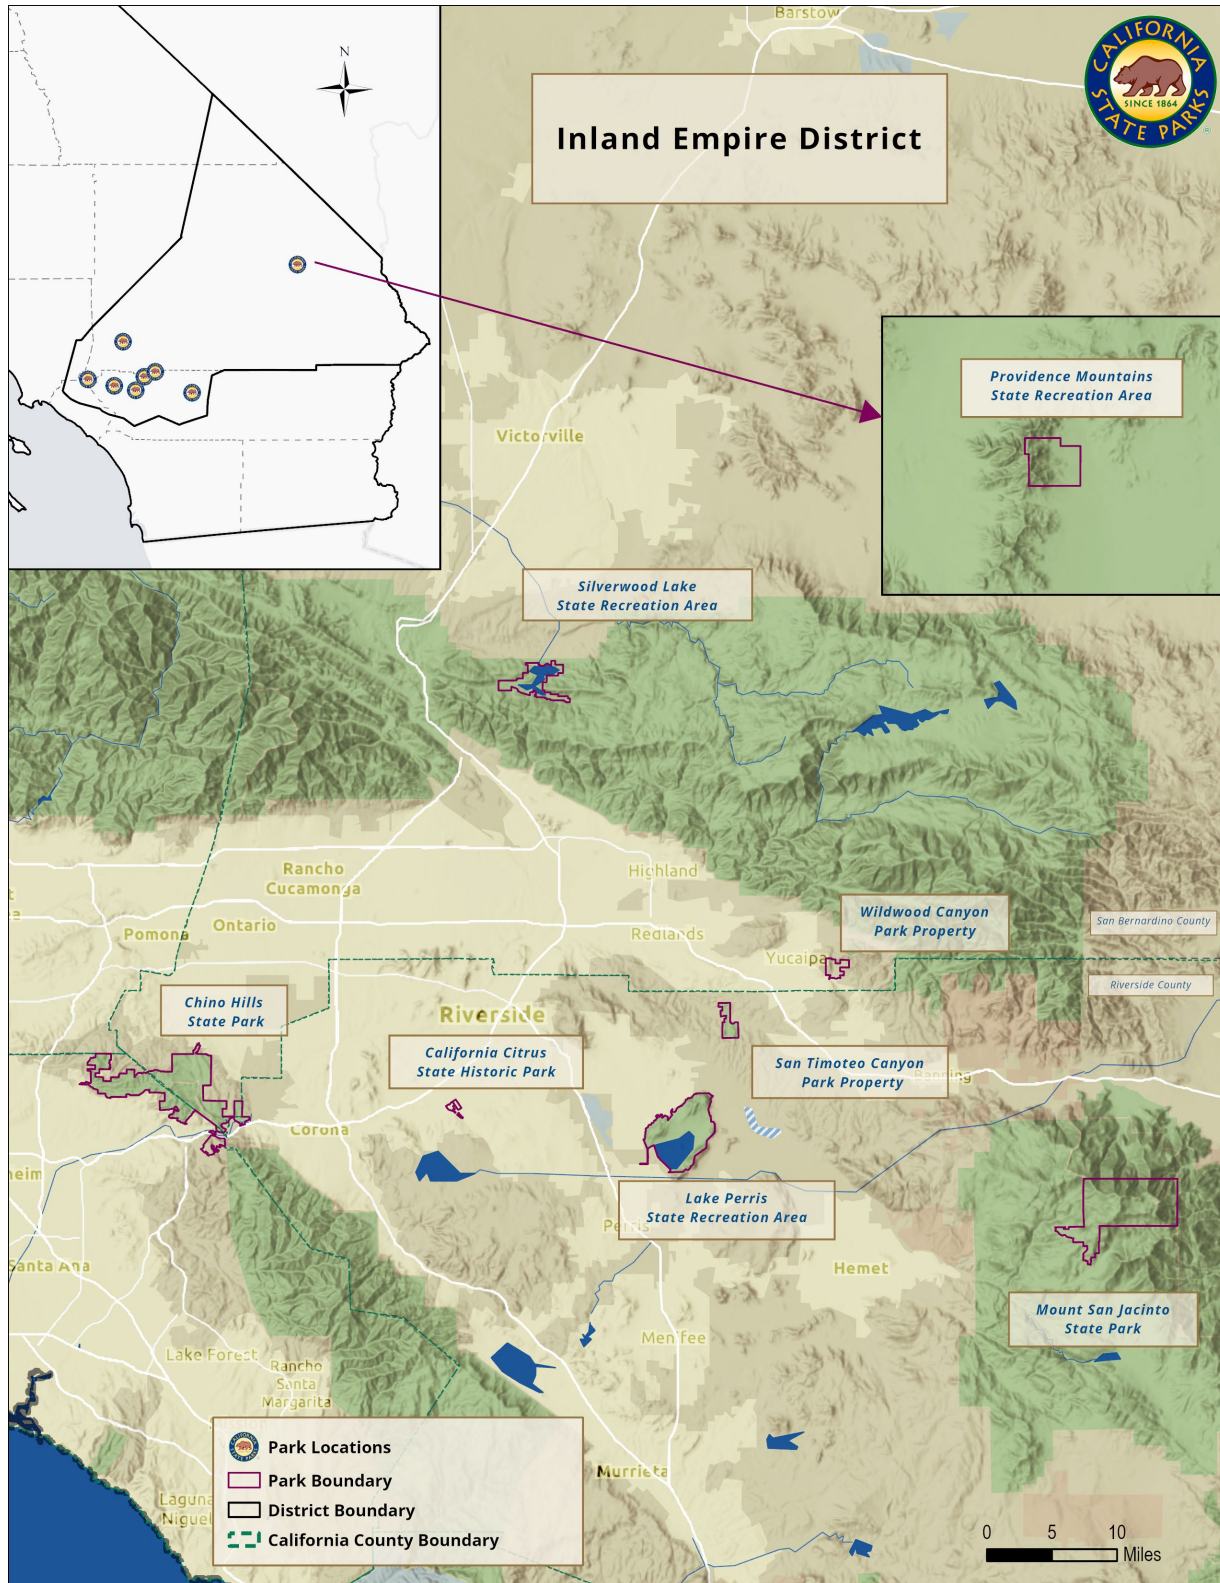 Barstow
CALIFORNIA
STATE PARKS
SINCE 1864
®
N
Inland Empire District
Providence Mountains
State Recreation Area
Victorville
Silverwood Lake
State Recreation Area
Rancho
Cucamonga
Highland
Ontario
Pomona
Redlands
Wildwood Canyon
Park Property
San Bernardino County
Yucaipa
Riverside County
Chino Hills
State Park
Riverside
California Citrus
State Historic Park
San Timoteo Canyon
Park Property
Banning
Corona
heim
Lake Perris
State Recreation Area
Perris
Santa Ana
Hemet
Mount San Jacinto
State Park
Menifee
Lake Forest
Rancho
Santa
Margarita
Murrieta
Laguna
Niguel
Park Locations
Park Boundary
District Boundary
California County Boundary
0 5 10
Miles